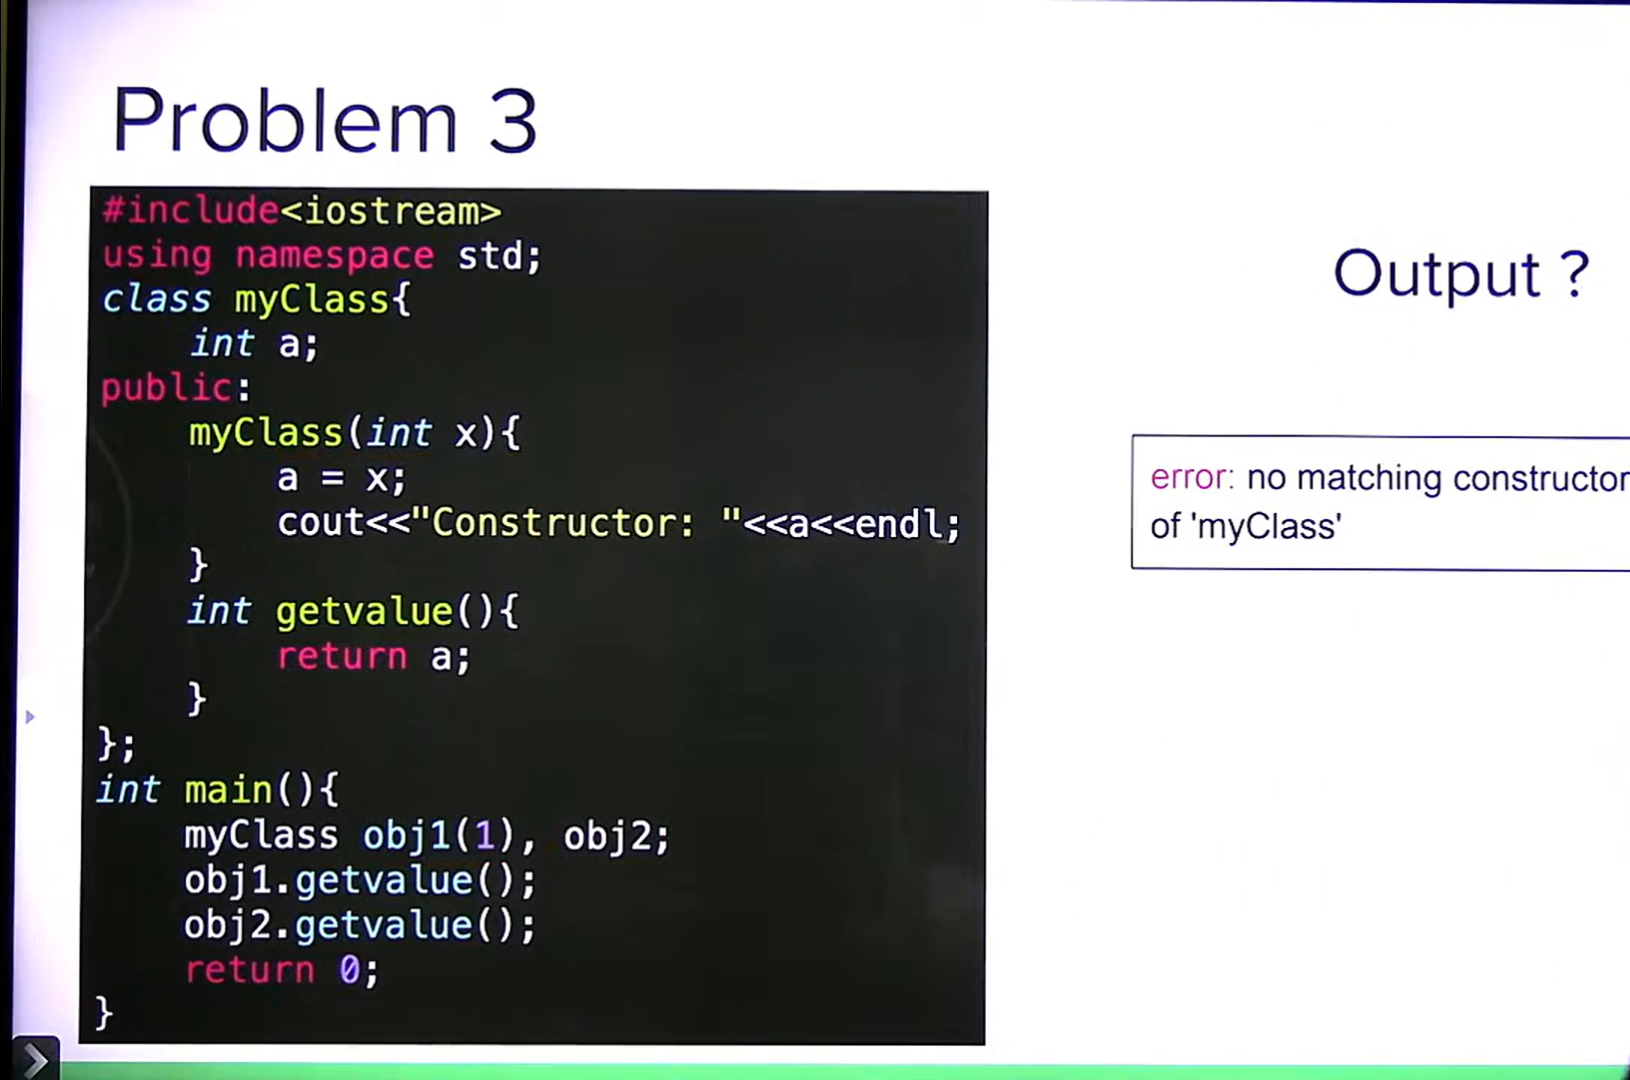 Problem 3
#include<iostream>
using namespace std;
class myClass{
    int a;
public:
    myClass(int x){
        a = x;
        cout<<"Constructor: "<<a<<endl;
    }
    int getvalue(){
        return a;
    }
};
int main(){
    myClass obj1(1), obj2;
    obj1.getvalue();
    obj2.getvalue();
    return 0;
}
Output ?
error: no matching constructor
of 'myClass'